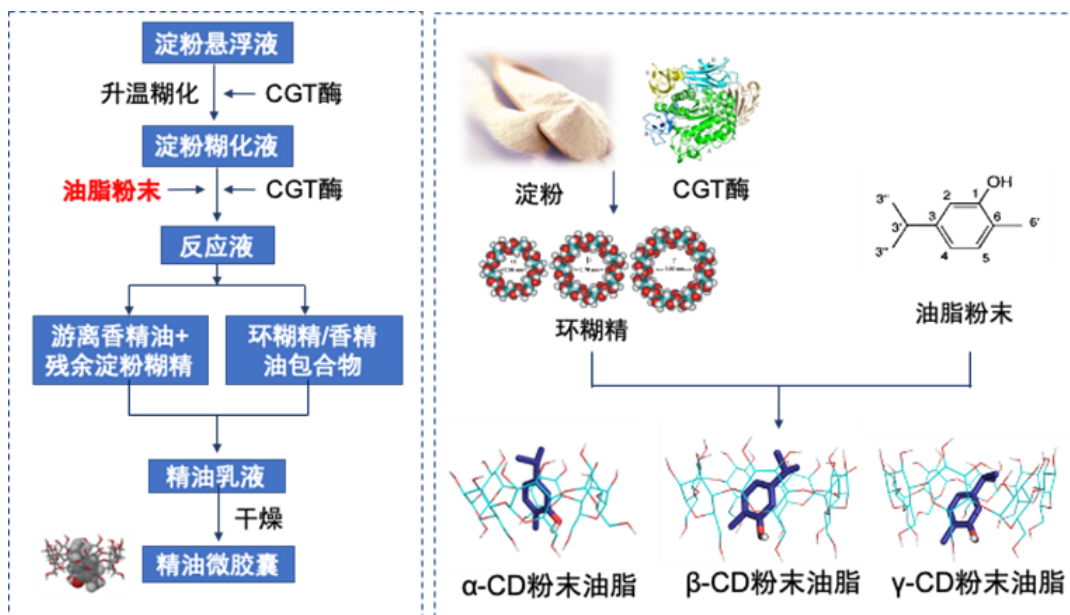 淀粉悬浮液
升温糊化
CGT酶
淀粉糊化液
油脂粉末
CGT酶
反应液
游离香精油+
残余淀粉糊精
环糊精/香精
油包合物
精油乳液
干燥
精油微胶囊
淀粉
CGT酶
环糊精
OH
1
2
3
4
5
6
6'
3'
3''
3''
油脂粉末
α-CD粉末油脂
β-CD粉末油脂
γ-CD粉末油脂